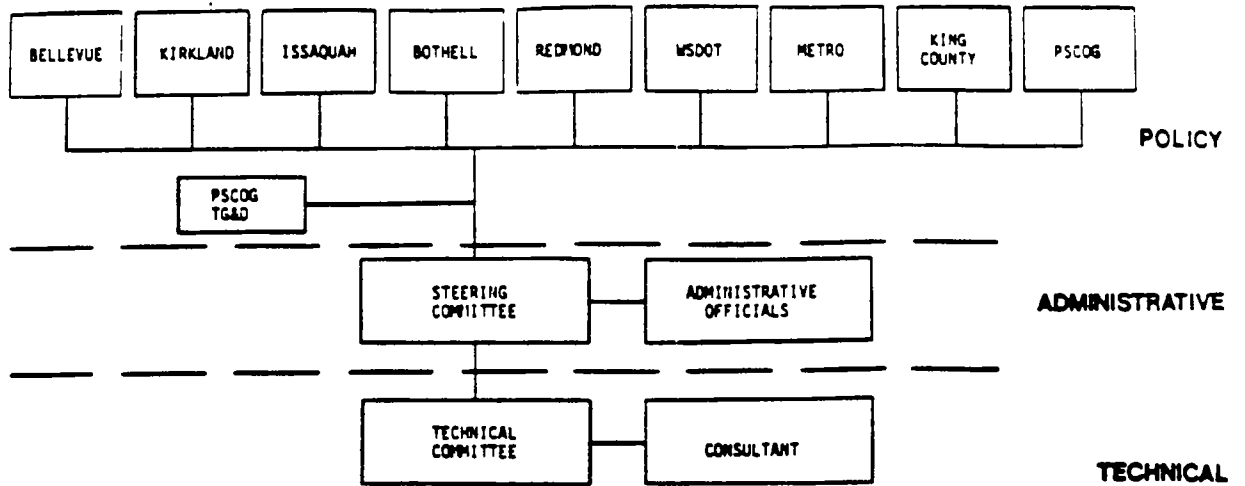 BELLEVUE
KIRKLAND
ISSAQUAH
BOTHELL
REDMOND
WSDOT
METRO
KING
COUNTY
PSCOG
POLICY
PSCOG
TG&D
STEERING
COMMITTEE
ADMINISTRATIVE
OFFICIALS
ADMINISTRATIVE
TECHNICAL
COMMITTEE
CONSULTANT
TECHNICAL